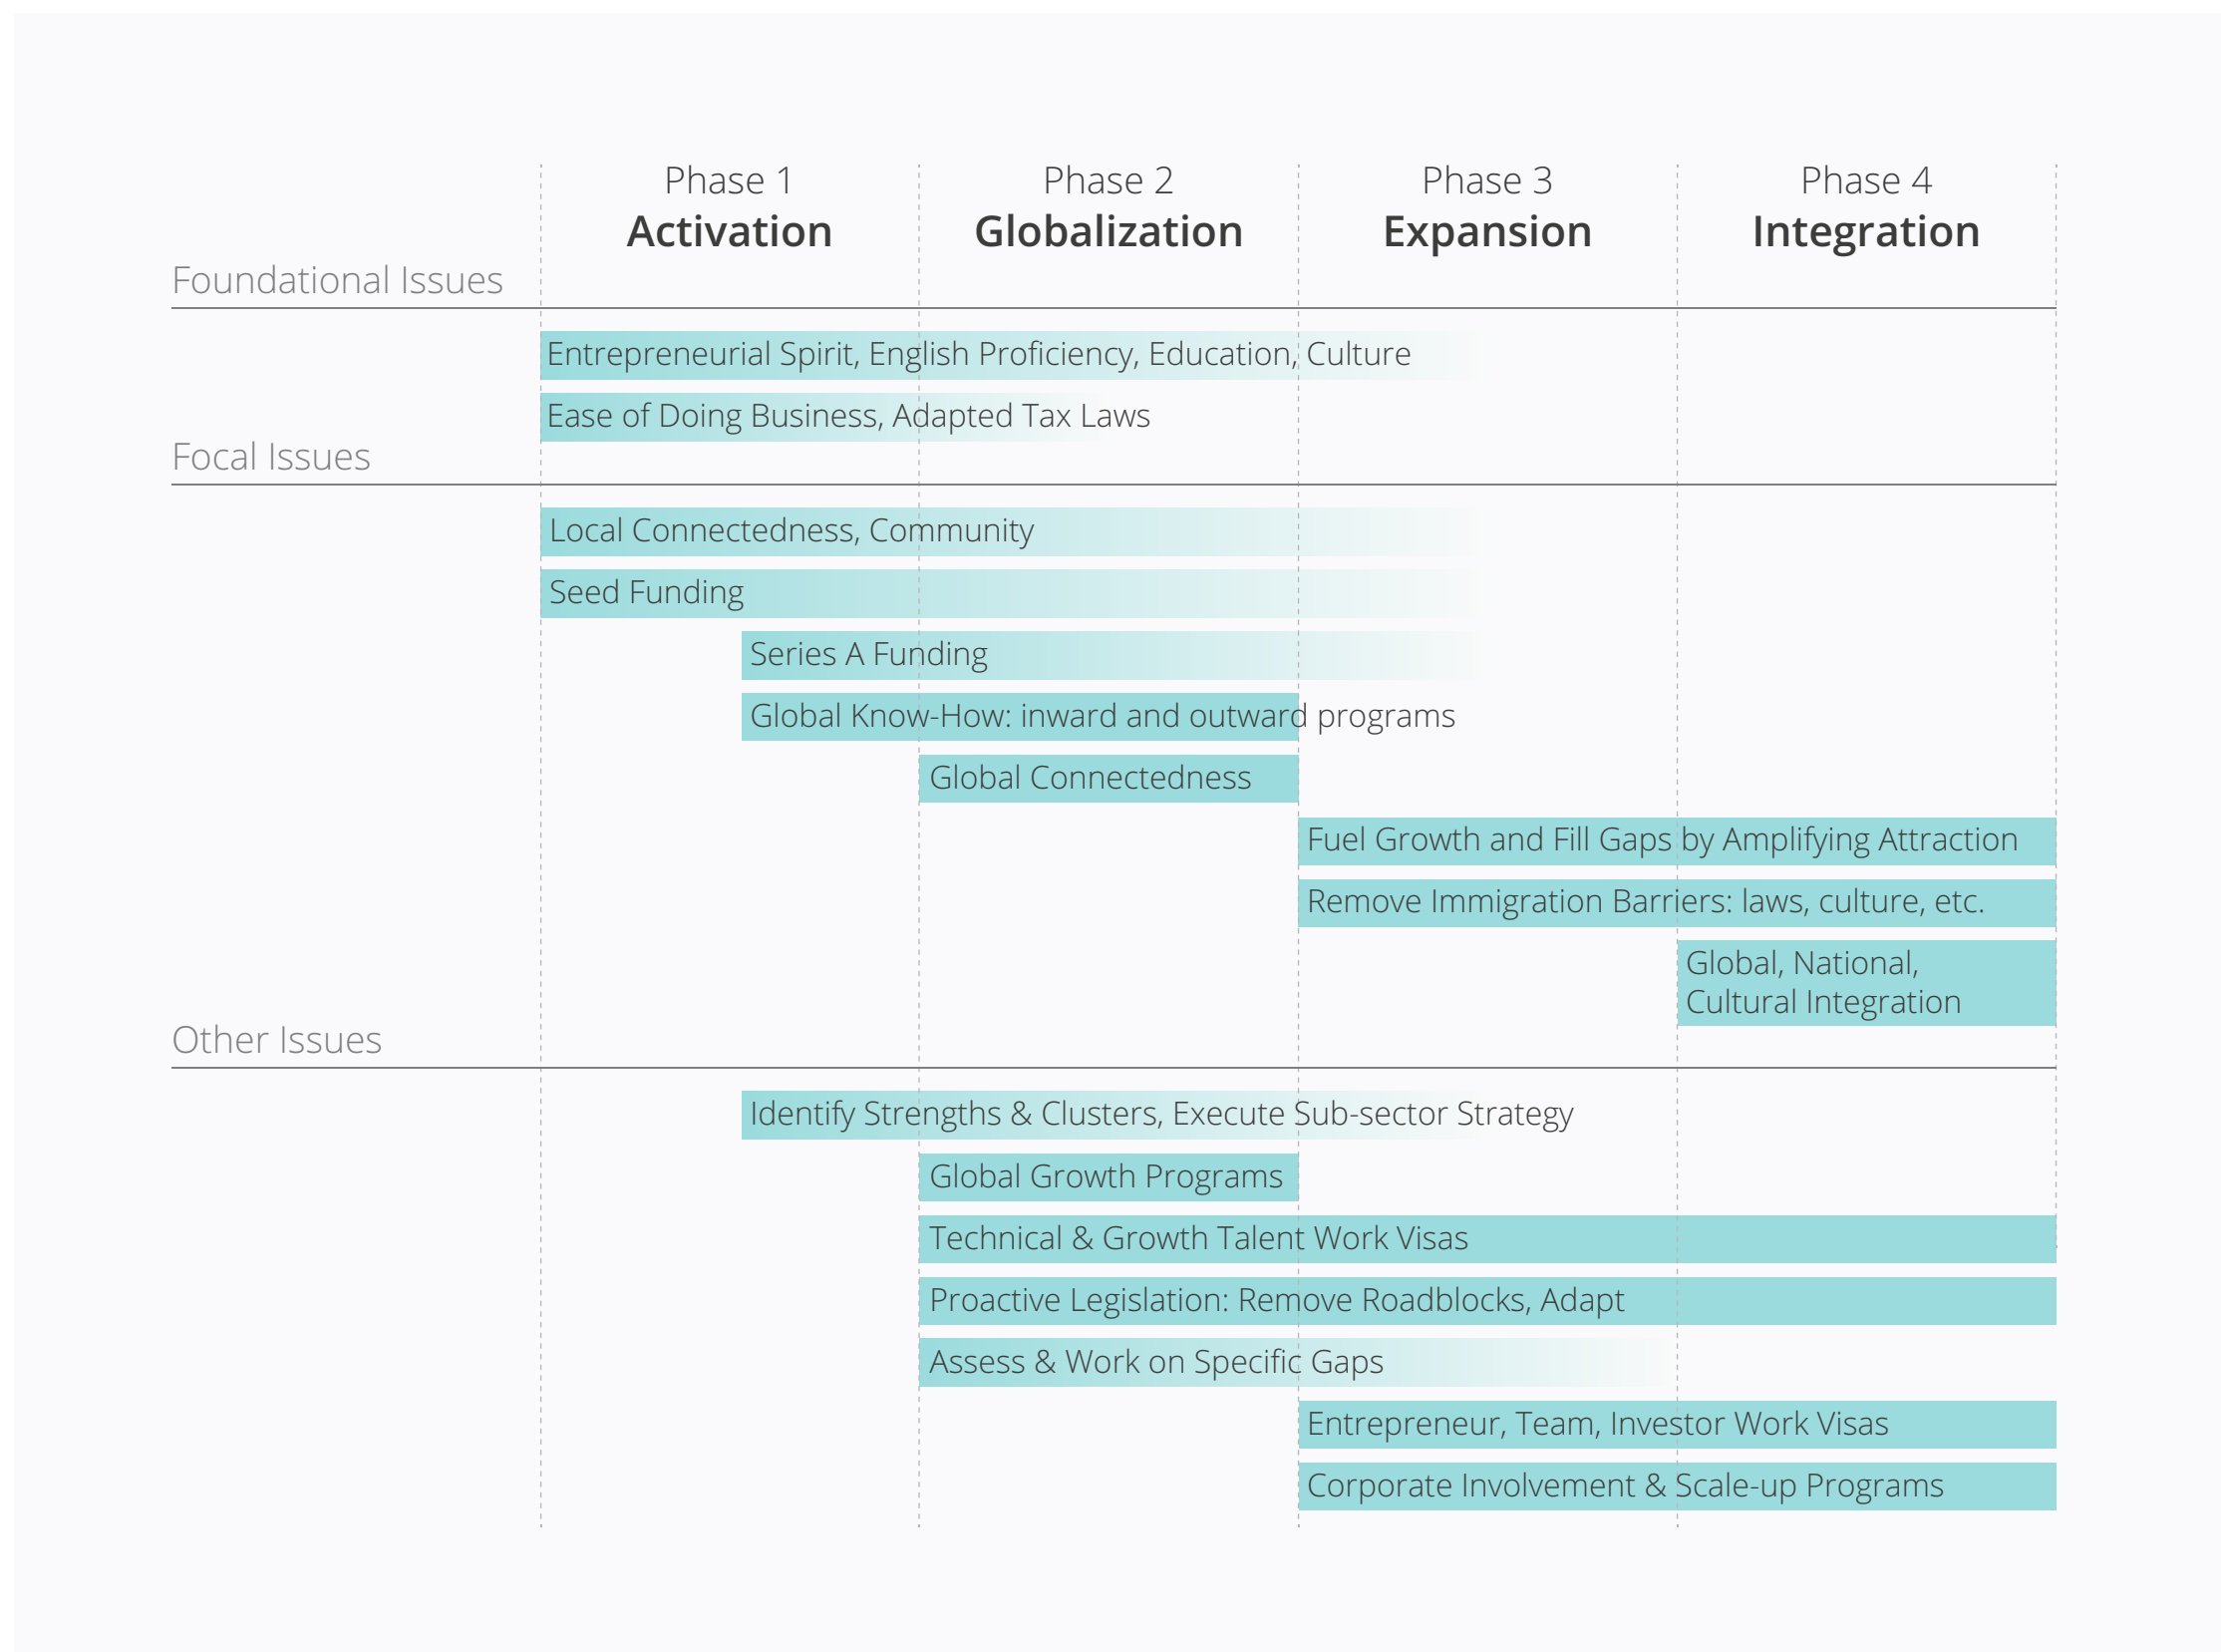 Phase 1
Activation
Phase 2
Globalization
Phase 3
Expansion
Phase 4
Integration
Foundational Issues
Entrepreneurial Spirit, English Proficiency, Education, Culture
Ease of Doing Business, Adapted Tax Laws
Focal Issues
Local Connectedness, Community
Seed Funding
Series A Funding
Global Know-How: inward and outward programs
Global Connectedness
Fuel Growth and Fill Gaps by Amplifying Attraction
Remove Immigration Barriers: laws, culture, etc.
Global, National,
Cultural Integration
Other Issues
Identify Strengths & Clusters, Execute Sub-sector Strategy
Global Growth Programs
Technical & Growth Talent Work Visas
Proactive Legislation: Remove Roadblocks, Adapt
Assess & Work on Specific Gaps
Entrepreneur, Team, Investor Work Visas
Corporate Involvement & Scale-up Programs